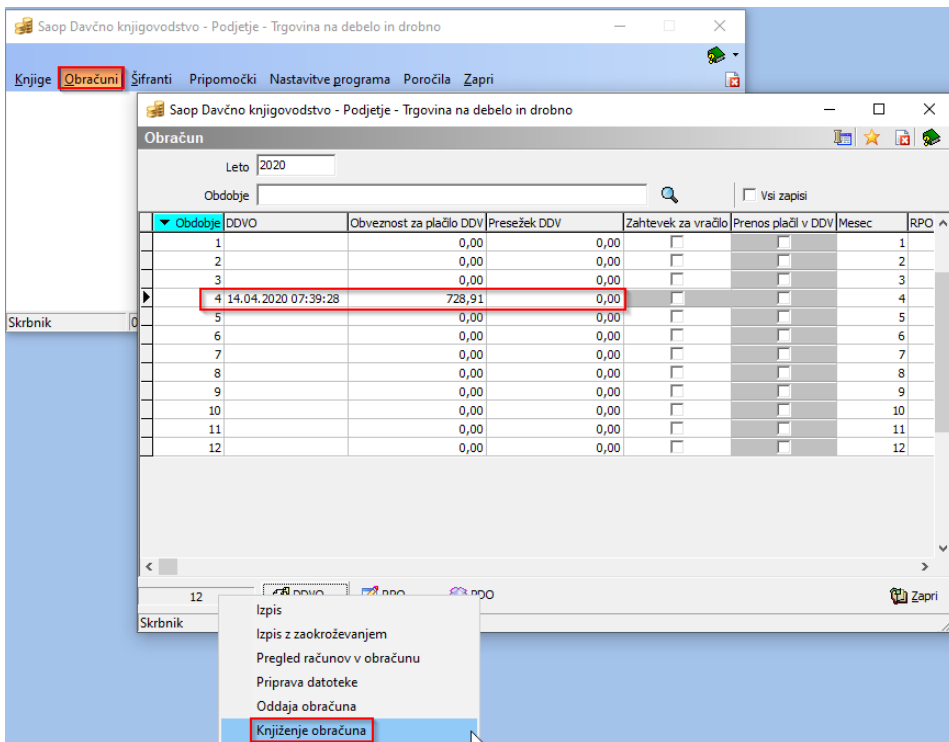 Saop Davčno knjigovodstvo - Podjetje - Trgovina na debelo in drobno
Knjige Obračuni Šifranti Pripomočki Nastavitve programa Poročila Zapri
Saop Davčno knjigovodstvo - Podjetje - Trgovina na debelo in drobno
Obračun
Leto 2020
Obdobje Vsi zapisi
Obdobje DDVO Obveznost za plačilo DDV Presežek DDV Zahtevek za vračilo Prenos plačil v DDV Mesec RPO
1 0,00 0,00 1
2 0,00 0,00 2
3 0,00 0,00 3
4 14.04.2020 07:39:28 728,91 0,00 4
5 0,00 0,00 5
6 0,00 0,00 6
7 0,00 0,00 7
8 0,00 0,00 8
9 0,00 0,00 9
10 0,00 0,00 10
11 0,00 0,00 11
12 0,00 0,00 12
Skrbnik 0
12 DDVO RPO PDO Zapri
Skrbnik
Izpis
Izpis z zaokroževanjem
Pregled računov v obračunu
Priprava datoteke
Oddaja obračuna
Knjiženje obračuna